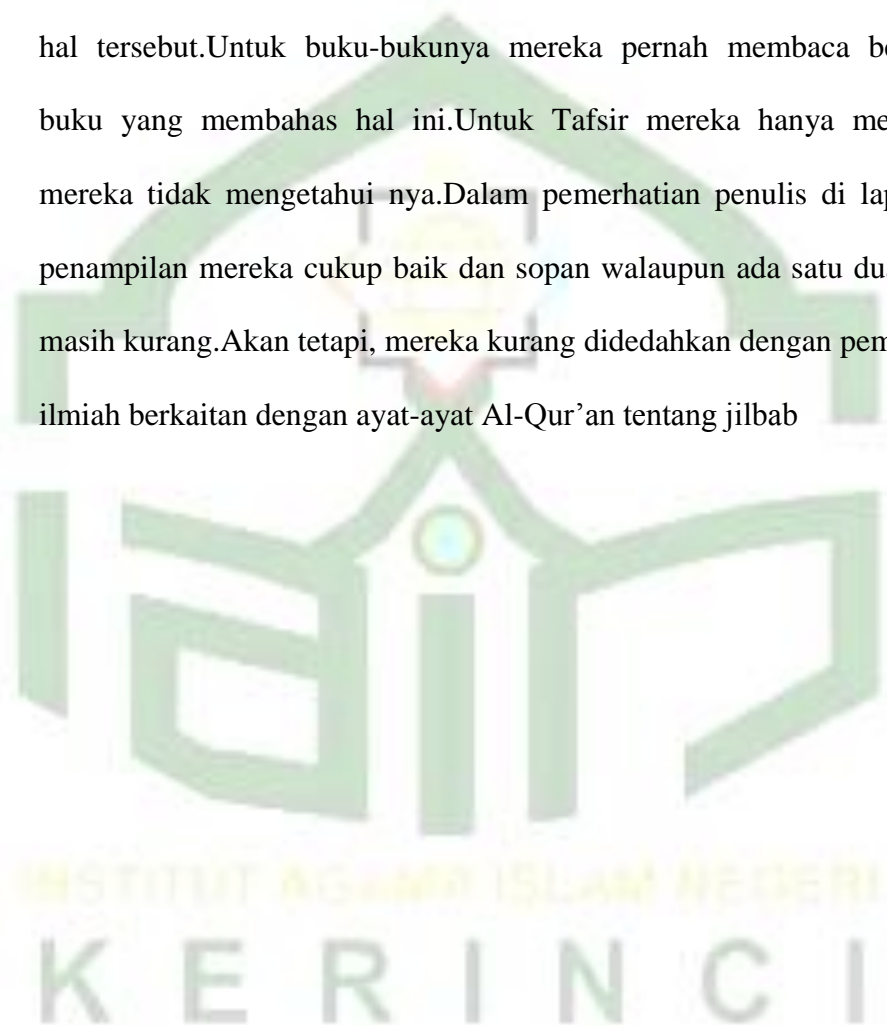 hal tersebut.Untuk buku-bukunya mereka pernah membaca
buku yang membahas hal ini.Untuk Tafsir mereka hanya
mereka tidak mengetahui nya.Dalam pemerhatian penulis di
penampilan mereka cukup baik dan sopan walaupun ada satu
masih kurang.Akan tetapi, mereka kurang didedahkan dengan
ilmiah berkaitan dengan ayat-ayat Al-Qur’an tentang jilbab
iain
INSTITUT AGAMA ISLAM NEGERI
KERINCI